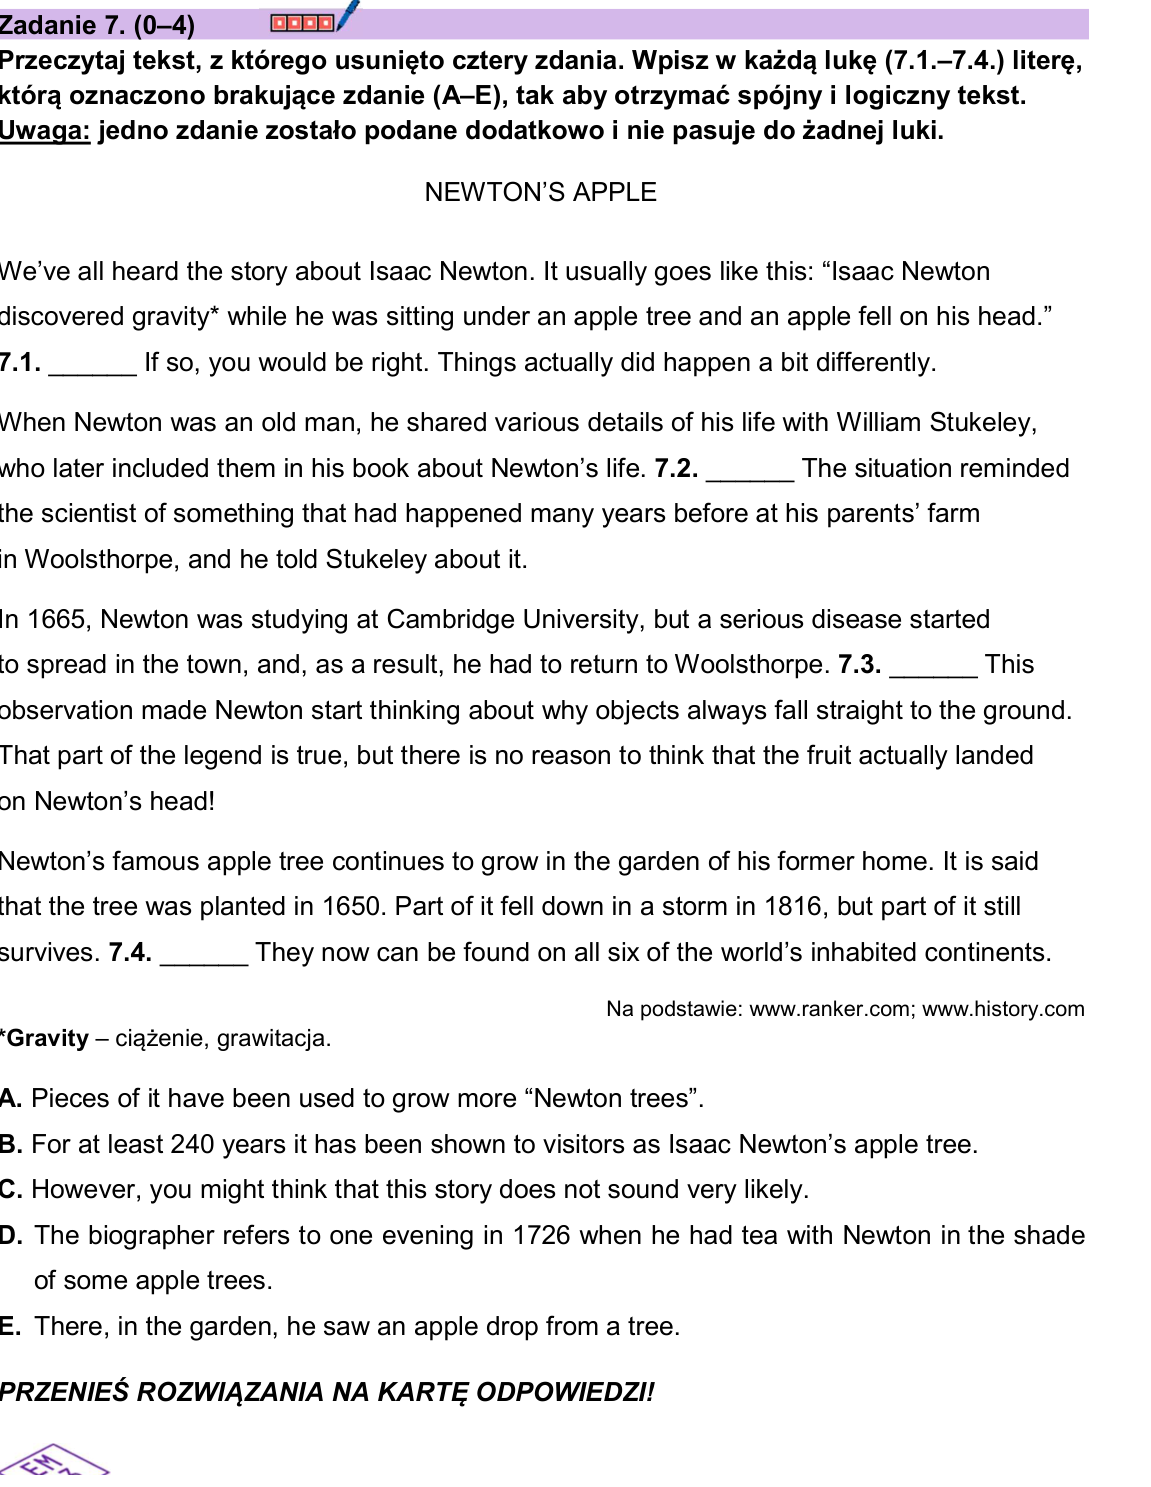 Zadanie 7. (0–4)
Przeczytaj tekst, z którego usunięto cztery zdania. Wpisz w każdą lukę (7.1.–7.4.) literę,
którą oznaczono brakujące zdanie (A–E), tak aby otrzymać spójny i logiczny tekst.
Uwaga: jedno zdanie zostało podane dodatkowo i nie pasuje do żadnej luki.
NEWTON’S APPLE
We’ve all heard the story about Isaac Newton. It usually goes like this: “Isaac Newton
discovered gravity* while he was sitting under an apple tree and an apple fell on his head.”
7.1. ______ If so, you would be right. Things actually did happen a bit differently.
When Newton was an old man, he shared various details of his life with William Stukeley,
who later included them in his book about Newton’s life. 7.2. ______ The situation reminded
the scientist of something that had happened many years before at his parents’ farm
in Woolsthorpe, and he told Stukeley about it.
In 1665, Newton was studying at Cambridge University, but a serious disease started
to spread in the town, and, as a result, he had to return to Woolsthorpe. 7.3. ______ This
observation made Newton start thinking about why objects always fall straight to the ground.
That part of the legend is true, but there is no reason to think that the fruit actually landed
on Newton’s head!
Newton’s famous apple tree continues to grow in the garden of his former home. It is said
that the tree was planted in 1650. Part of it fell down in a storm in 1816, but part of it still
survives. 7.4. ______ They now can be found on all six of the world’s inhabited continents.
Na podstawie: www.ranker.com; www.history.com
*Gravity – ciążenie, grawitacja.
A. Pieces of it have been used to grow more “Newton trees”.
B. For at least 240 years it has been shown to visitors as Isaac Newton’s apple tree.
C. However, you might think that this story does not sound very likely.
D. The biographer refers to one evening in 1726 when he had tea with Newton in the shade
of some apple trees.
E. There, in the garden, he saw an apple drop from a tree.
PRZENIEŚ ROZWIĄZANIA NA KARTĘ ODPOWIEDZI!